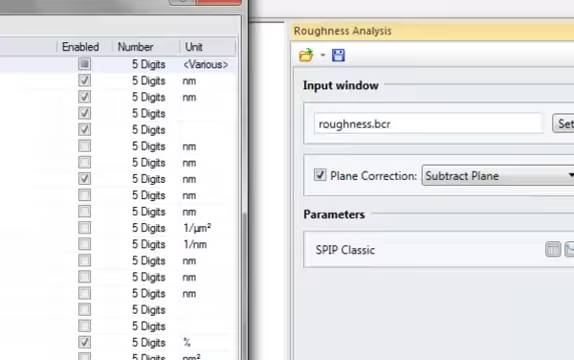 Enabled Number Unit
5 Digits <Various>
5 Digits nm
5 Digits nm
5 Digits
5 Digits
5 Digits nm
5 Digits nm
5 Digits nm
5 Digits nm
5 Digits nm
5 Digits 1/µm²
5 Digits 1/nm
5 Digits nm
5 Digits nm
5 Digits nm
5 Digits
5 Digits
5 Digits %
5 Digits nm²
Roughness Analysis
Input window
roughness.bcr
Set
Plane Correction: Subtract Plane
Parameters
SPIP Classic